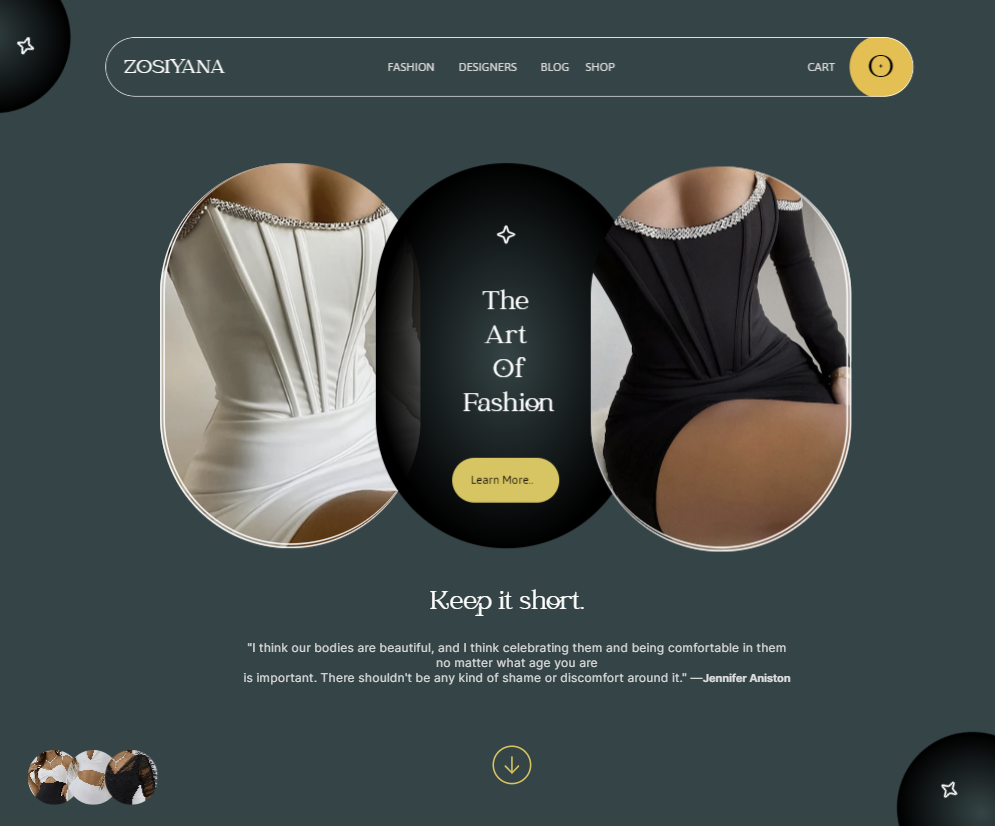 ZOSIYANA
FASHION DESIGNERS BLOG SHOP
CART
O
The
Art
Of
Fashion
Learn More..
Keep it short.
"I think our bodies are beautiful, and I think celebrating them and being comfortable in them
no matter what age you are
is important. There shouldn't be any kind of shame or discomfort around it." —Jennifer Aniston